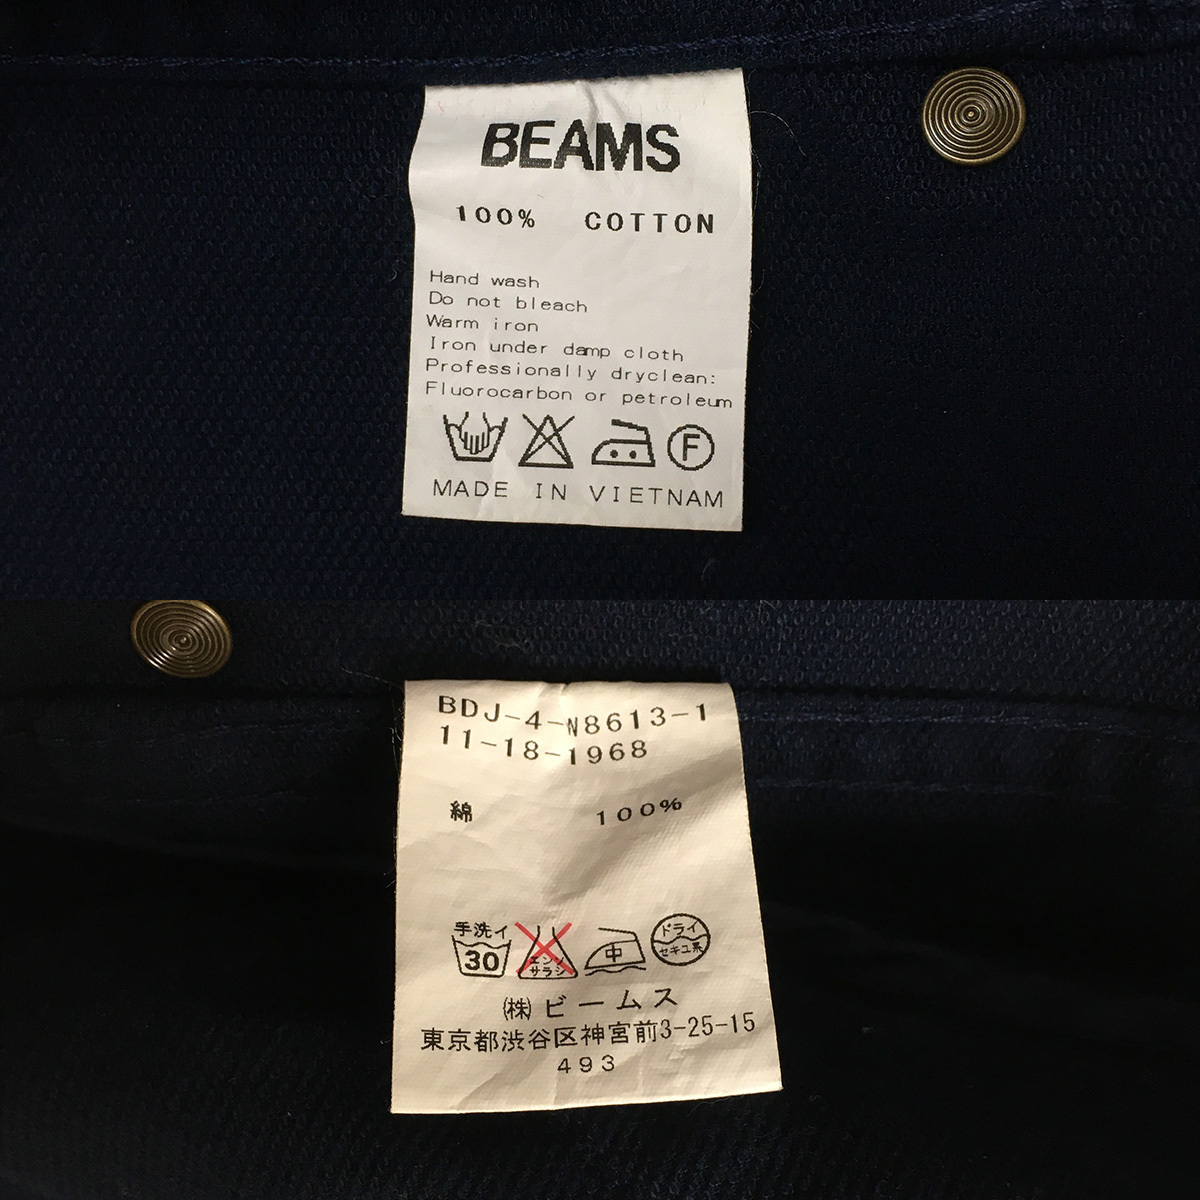 BEAMS
100% COTTON
Hand wash
Do not bleach
Warm iron
Iron under damp cloth
Professionally dryclean:
Fluorocarbon or petroleum
F
MADE IN VIETNAM
BDJ-4-N8613-1
11-18-1968
綿 100%
手洗イ ドライ
30 エンソ 中 セキユ系
サラシ
(株)ビームス
東京都渋谷区神宮前3-25-15
493